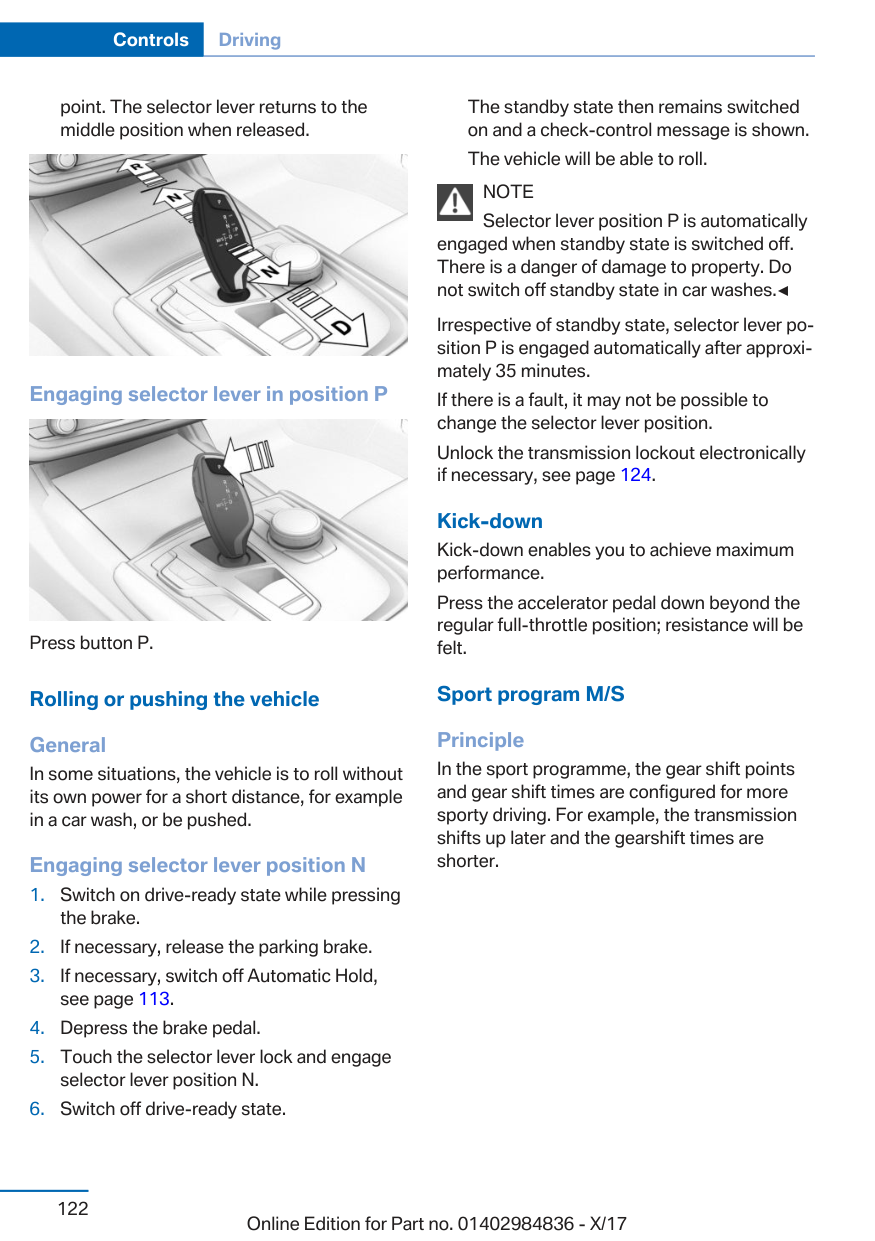 Controls Driving
point. The selector lever returns to the
middle position when released.
R
N
P
N
D
Engaging selector lever in position P
P
Press button P.
Rolling or pushing the vehicle
General
In some situations, the vehicle is to roll without
its own power for a short distance, for example
in a car wash, or be pushed.
Engaging selector lever position N
1. Switch on drive-ready state while pressing
the brake.
2. If necessary, release the parking brake.
3. If necessary, switch off Automatic Hold,
see page 113.
4. Depress the brake pedal.
5. Touch the selector lever lock and engage
selector lever position N.
6. Switch off drive-ready state.
The standby state then remains switched
on and a check-control message is shown.
The vehicle will be able to roll.
NOTE
Selector lever position P is automatically
engaged when standby state is switched off.
There is a danger of damage to property. Do
not switch off standby state in car washes.◄
Irrespective of standby state, selector lever po-
sition P is engaged automatically after approxi-
mately 35 minutes.
If there is a fault, it may not be possible to
change the selector lever position.
Unlock the transmission lockout electronically
if necessary, see page 124.
Kick-down
Kick-down enables you to achieve maximum
performance.
Press the accelerator pedal down beyond the
regular full-throttle position; resistance will be
felt.
Sport program M/S
Principle
In the sport programme, the gear shift points
and gear shift times are configured for more
sporty driving. For example, the transmission
shifts up later and the gearshift times are
shorter.
122
Online Edition for Part no. 01402984836 - X/17